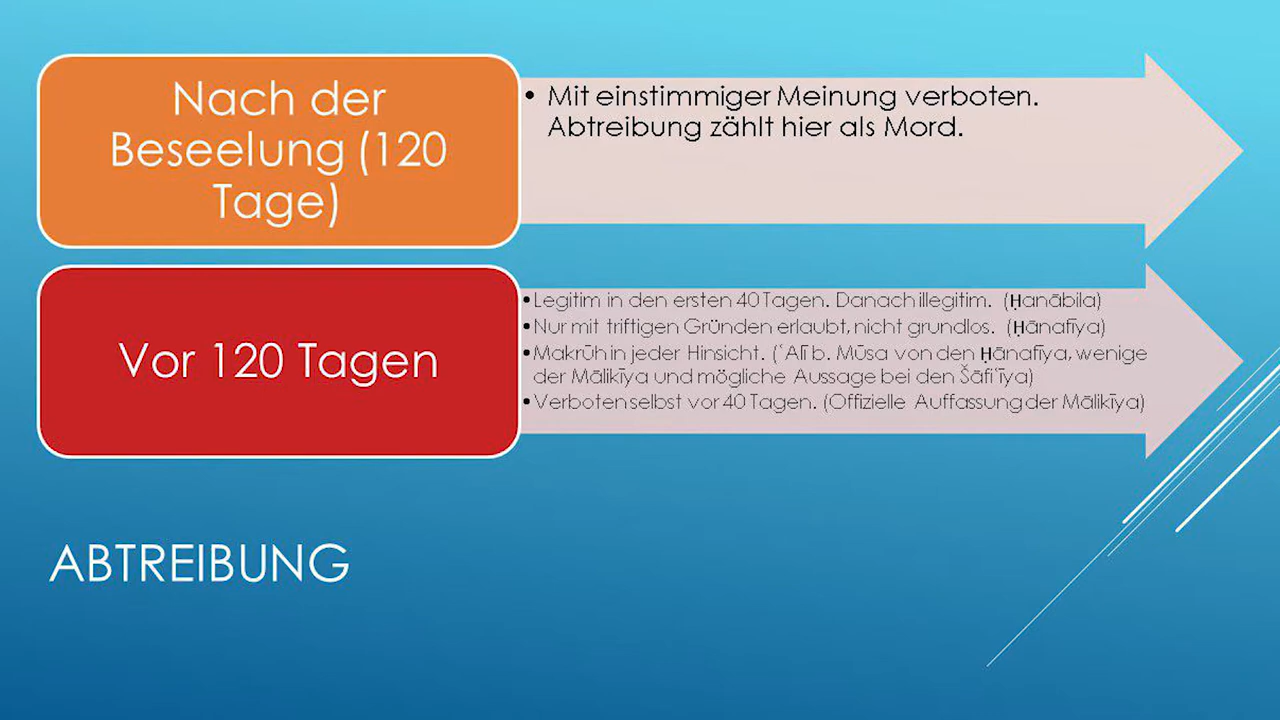 Nach der
Beseelung (120
Tage)
• Mit einstimmiger Meinung verboten.
Abtreibung zählt hier als Mord.
Vor 120 Tagen
•Legitim in den ersten 40 Tagen. Danach illegitim. (Ḥanābila)
•Nur mit triftigen Gründen erlaubt, nicht grundlos. (Ḥānafīya)
•Makrūh in jeder Hinsicht. (ʿAlī b. Mūsa von den Ḥānafīya, wenige
der Mālikīya und mögliche Aussage bei den Šāfiʿīya)
•Verboten selbst vor 40 Tagen. (Offizielle Auffassung der Mālikīya)
ABTREIBUNG